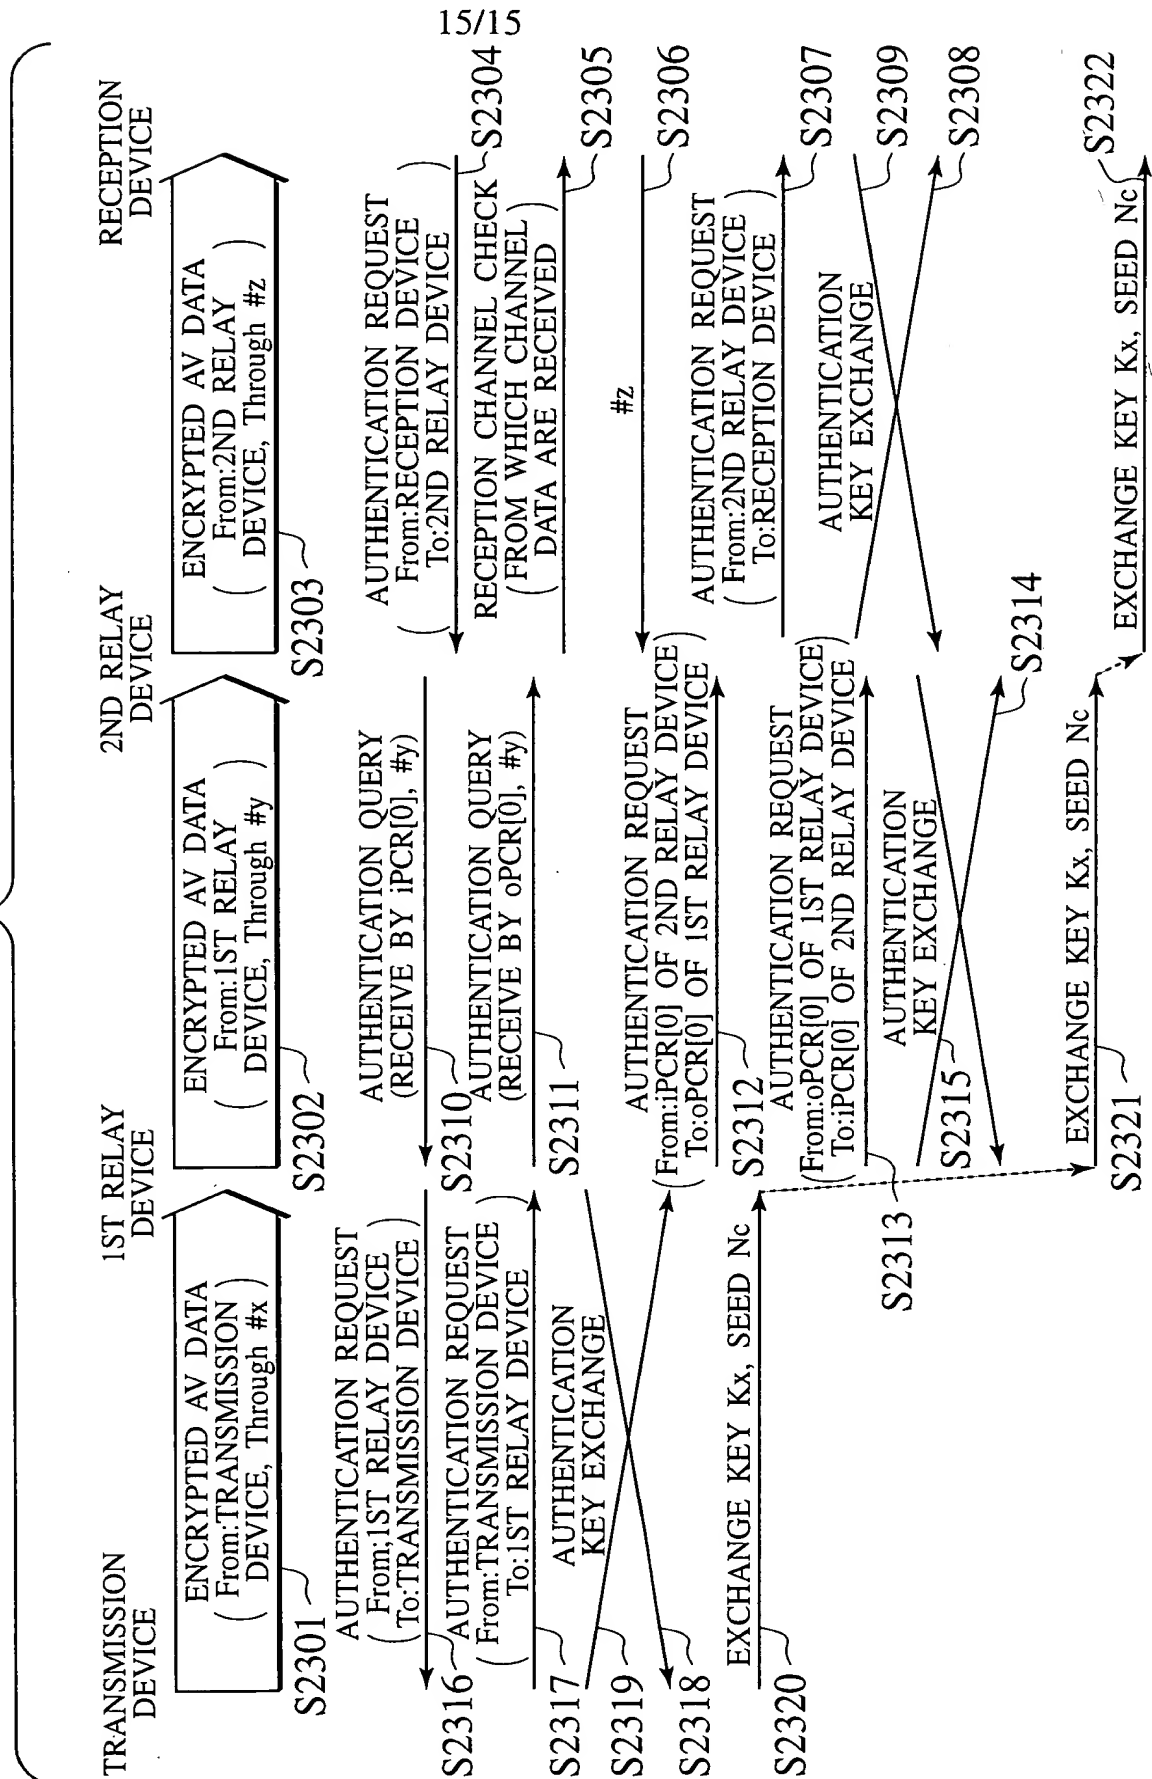 15/15
TRANSMISSION
DEVICE
1ST RELAY
DEVICE
2ND RELAY
DEVICE
RECEPTION
DEVICE
ENCRYPTED AV DATA
(From:TRANSMISSION
DEVICE, Through #x)
S2301
ENCRYPTED AV DATA
(From:1ST RELAY
DEVICE, Through #y)
S2302
ENCRYPTED AV DATA
(From:2ND RELAY
DEVICE, Through #z)
S2303
AUTHENTICATION REQUEST
(From:RECEPTION DEVICE
To:2ND RELAY DEVICE)
S2304
RECEPTION CHANNEL CHECK
(FROM WHICH CHANNEL
DATA ARE RECEIVED)
S2305
#z
S2306
AUTHENTICATION REQUEST
(From:2ND RELAY DEVICE
To:RECEPTION DEVICE)
S2307
AUTHENTICATION
KEY EXCHANGE
S2309
S2308
EXCHANGE KEY Kx, SEED Nc
S2322
AUTHENTICATION QUERY
(RECEIVE BY iPCR[0], #y)
S2310
AUTHENTICATION QUERY
(RECEIVE BY oPCR[0], #y)
S2311
AUTHENTICATION REQUEST
(From:iPCR[0] OF 2ND RELAY DEVICE
To:oPCR[0] OF 1ST RELAY DEVICE)
S2312
AUTHENTICATION REQUEST
(From:oPCR[0] OF 1ST RELAY DEVICE
To:iPCR[0] OF 2ND RELAY DEVICE)
S2313
AUTHENTICATION
KEY EXCHANGE
S2314
S2315
EXCHANGE KEY Kx, SEED Nc
S2321
AUTHENTICATION REQUEST
(From;1ST RELAY DEVICE
To:TRANSMISSION DEVICE)
S2316
AUTHENTICATION REQUEST
(From:TRANSMISSION DEVICE
To:1ST RELAY DEVICE)
S2317
AUTHENTICATION
KEY EXCHANGE
S2319
S2318
EXCHANGE KEY Kx, SEED Nc
S2320